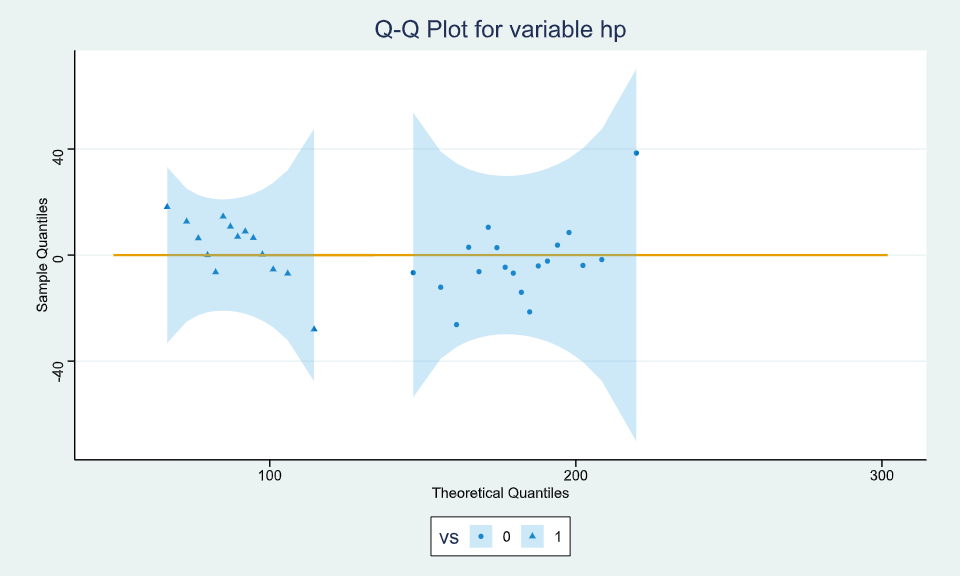 Q-Q Plot for variable hp
Sample Quantiles
40
0
-40
100 200 300
Theoretical Quantiles
vs 0 1